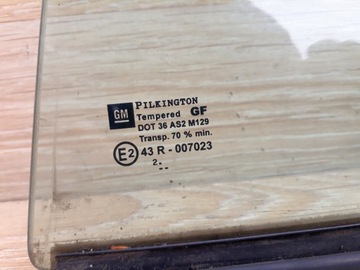 GM PILKINGTON
Tempered GF
DOT 36 AS2 M129
Transp. 70 % min.
E2 43 R - 007023
2-
--